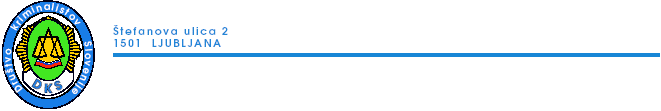 Društvo kriminalistov Slovenije
DKS
Štefanova ulica 2
1501 LJUBLJANA